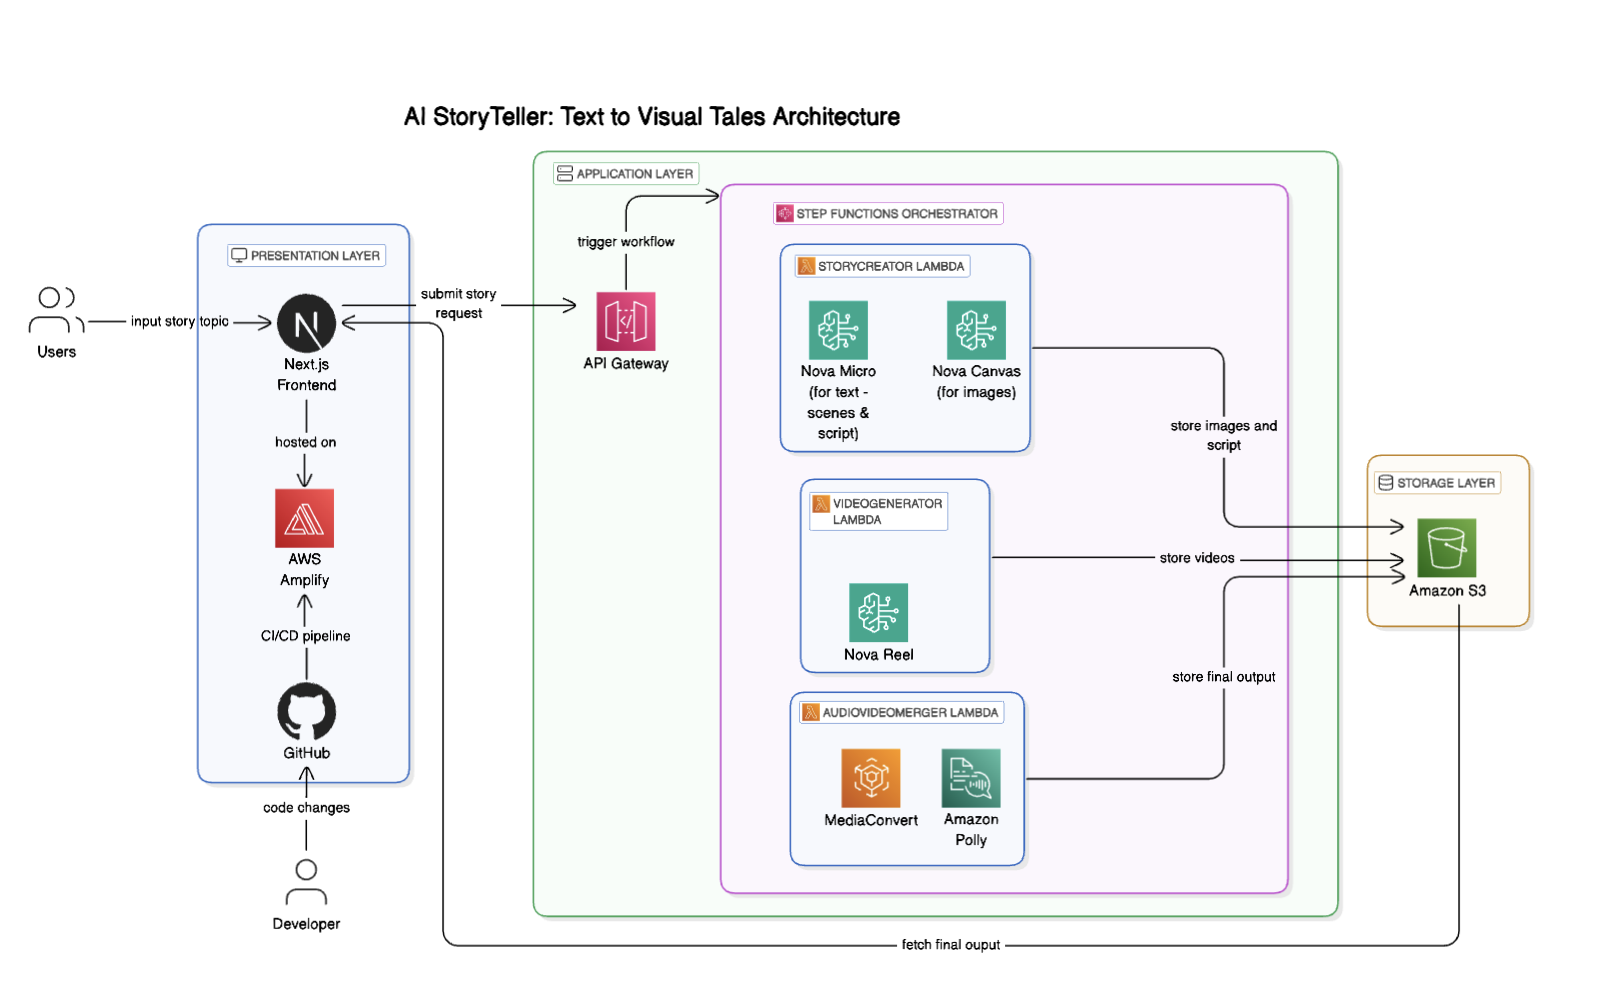 AI StoryTeller: Text to Visual Tales Architecture
APPLICATION LAYER
STEP FUNCTIONS ORCHESTRATOR
trigger workflow
PRESENTATION LAYER
STORYCREATOR LAMBDA
submit story
request
input story topic
Users
N
Next.js
Frontend
API Gateway
Nova Micro
(for text -
scenes &
script)
Nova Canvas
(for images)
hosted on
store images and
script
AWS
Amplify
VIDEOGENERATOR
LAMBDA
STORAGE LAYER
store videos
Amazon S3
CI/CD pipeline
Nova Reel
store final output
GitHub
AUDIOVIDEOMERGER LAMBDA
code changes
MediaConvert
Amazon
Polly
Developer
fetch final ouput